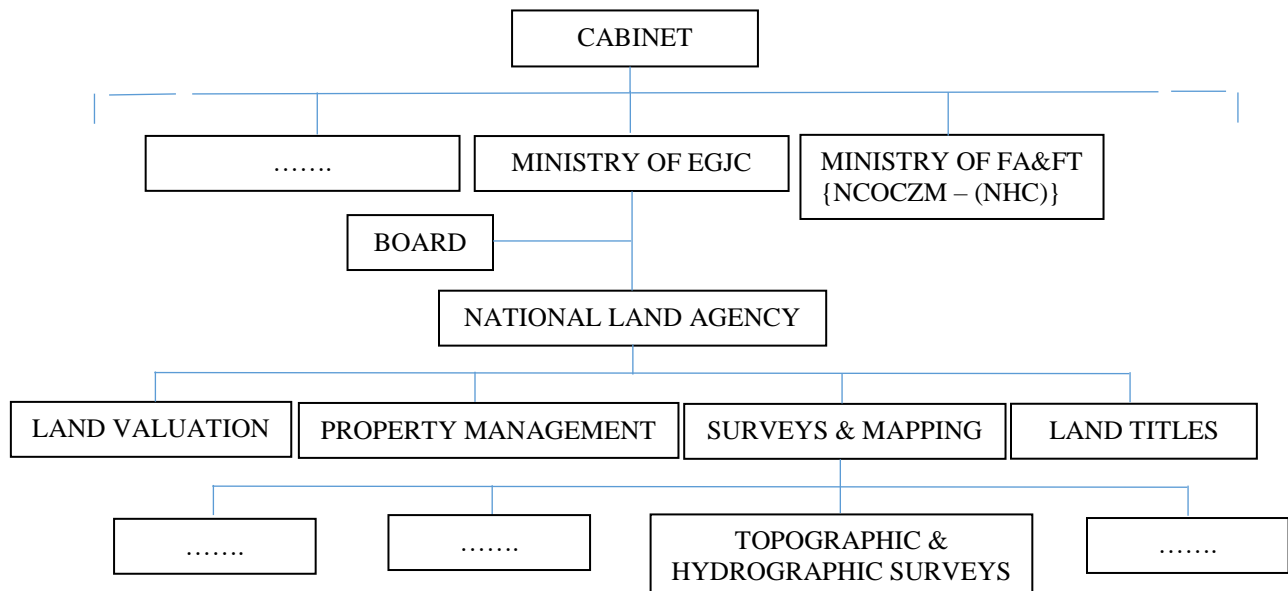 CABINET
…….
MINISTRY OF EGJC
MINISTRY OF FA&FT
{NCOCZM – (NHC)}
BOARD
NATIONAL LAND AGENCY
LAND VALUATION
PROPERTY MANAGEMENT
SURVEYS & MAPPING
LAND TITLES
…….
…….
TOPOGRAPHIC &
HYDROGRAPHIC SURVEYS
…….